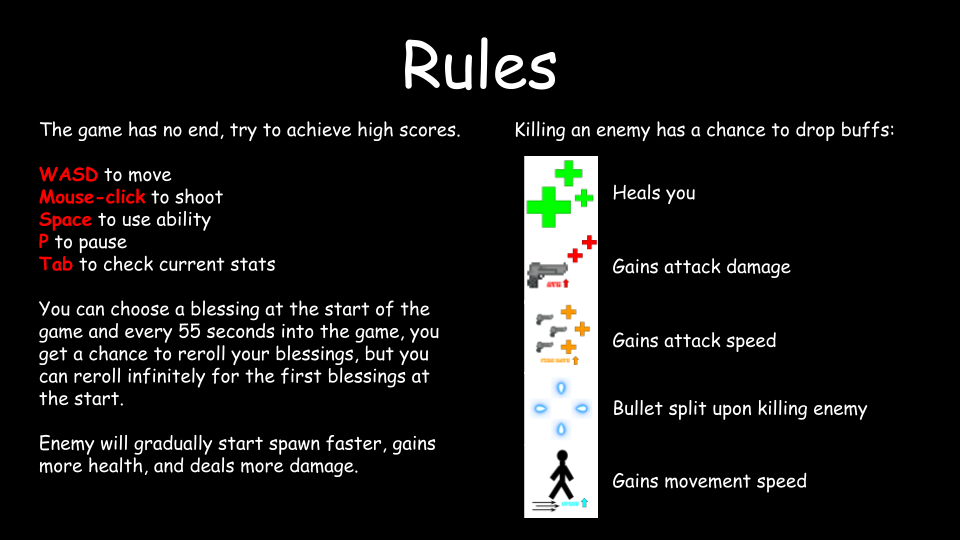 Rules
The game has no end, try to achieve high scores.
WASD to move
Mouse-click to shoot
Space to use ability
P to pause
Tab to check current stats
You can choose a blessing at the start of the
game and every 55 seconds into the game, you
get a chance to reroll your blessings, but you
can reroll infinitely for the first blessings at
the start.
Enemy will gradually start spawn faster, gains
more health, and deals more damage.
Killing an enemy has a chance to drop buffs:
Heals you
Gains attack damage
Gains attack speed
Bullet split upon killing enemy
Gains movement speed